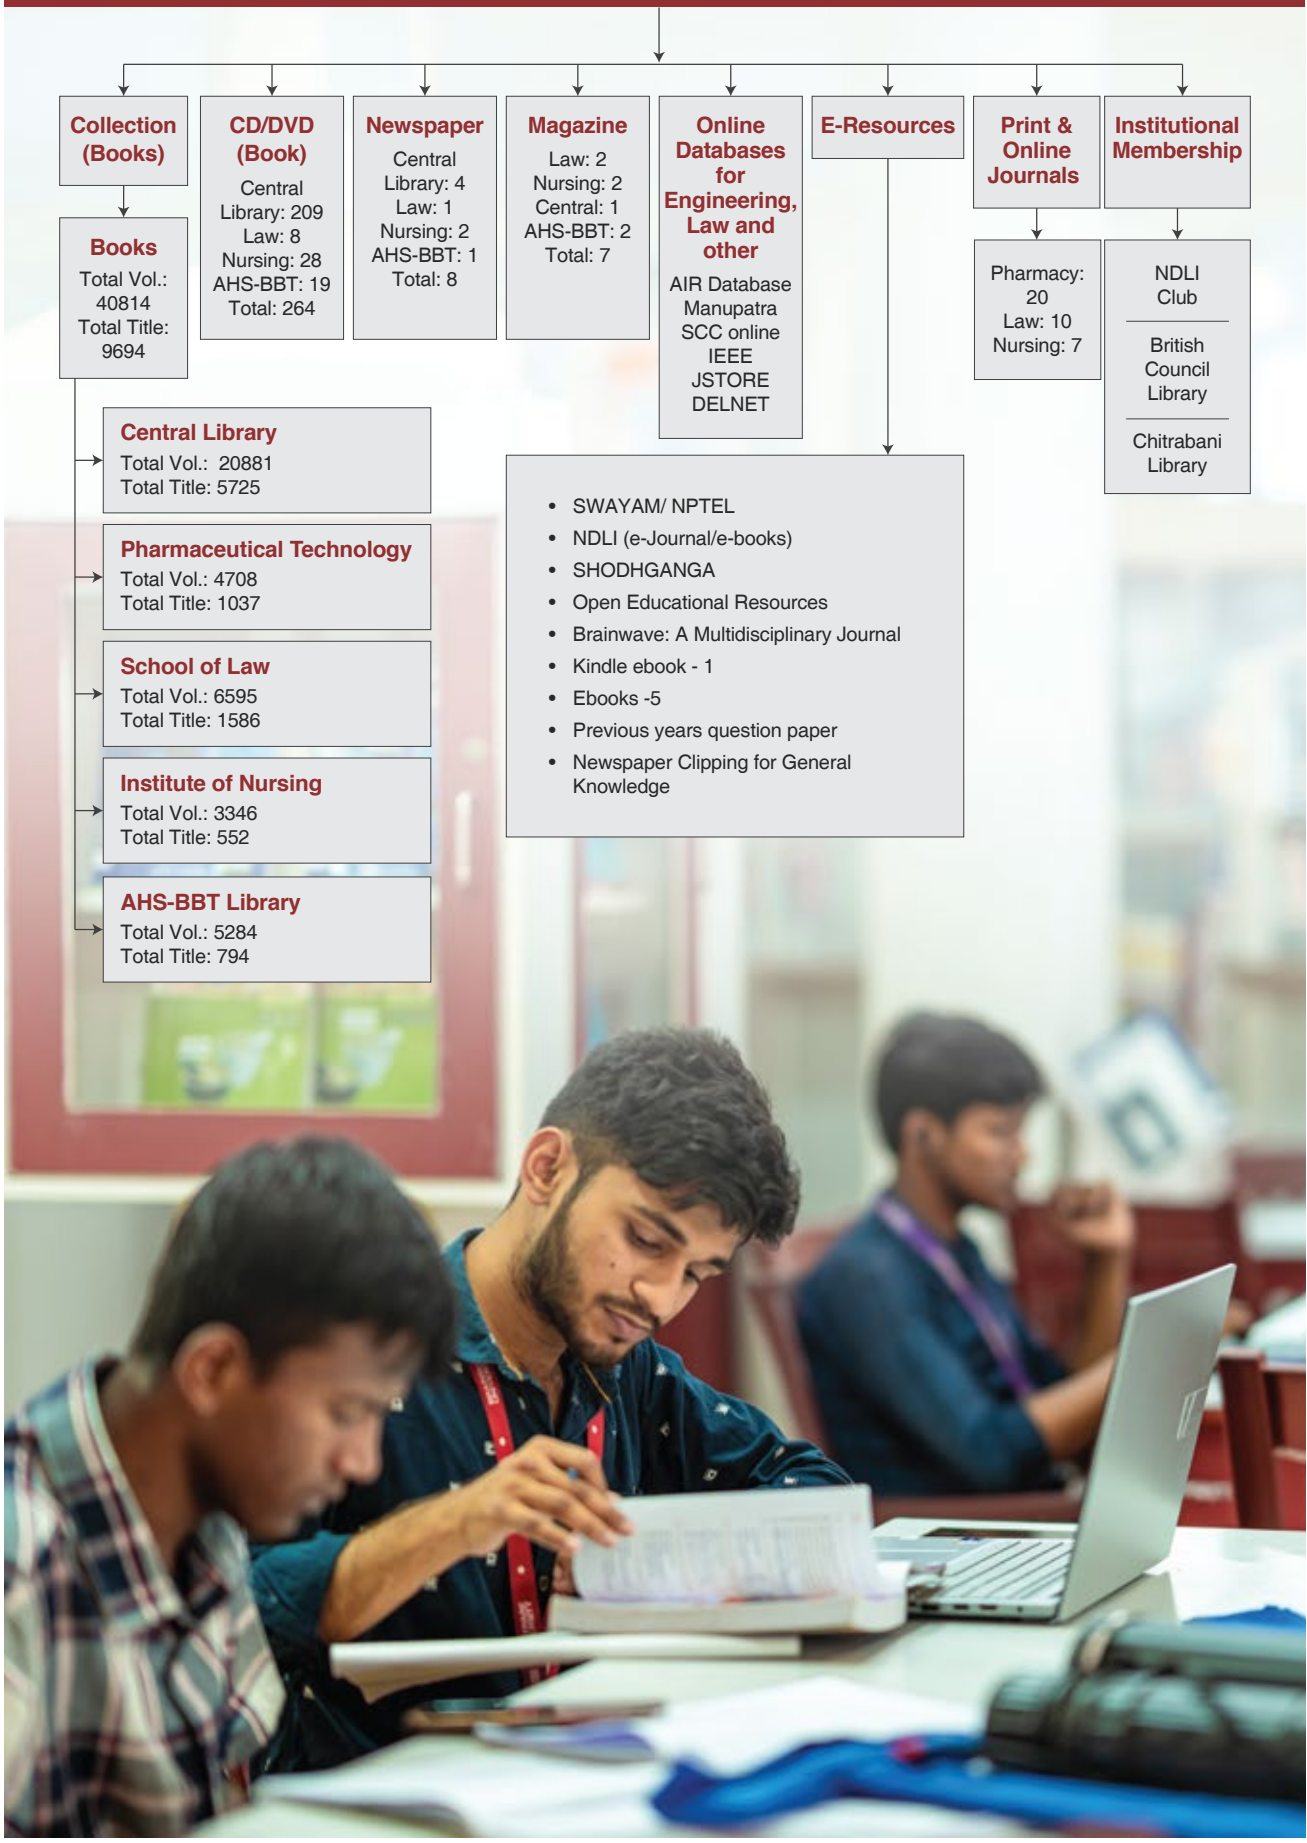 Collection
(Books)
Books
Total Vol.:
40814
Total Title:
9694
Central Library
Total Vol.:  20881
Total Title: 5725
Pharmaceutical Technology
Total Vol.: 4708
Total Title: 1037
School of Law
Total Vol.: 6595
Total Title: 1586
Institute of Nursing
Total Vol.: 3346
Total Title: 552
AHS-BBT Library
Total Vol.: 5284
Total Title: 794
CD/DVD
(Book)
Central
Library: 209
Law: 8
Nursing: 28
AHS-BBT: 19
Total: 264
Newspaper
Central
Library: 4
Law: 1
Nursing: 2
AHS-BBT: 1
Total: 8
Magazine
Law: 2
Nursing: 2
Central: 1
AHS-BBT: 2
Total: 7
Online
Databases
for
Engineering,
Law and
other
AIR Database
Manupatra
SCC online
IEEE
JSTORE
DELNET
E-Resources
• SWAYAM/ NPTEL
• NDLI (e-Journal/e-books)
• SHODHGANGA
• Open Educational Resources
• Brainwave: A Multidisciplinary Journal
• Kindle ebook - 1
• Ebooks -5
• Previous years question paper
• Newspaper Clipping for General
Knowledge
Print &
Online
Journals
Pharmacy:
20
Law: 10
Nursing: 7
Institutional
Membership
NDLI
Club
British
Council
Library
Chitrabani
Library